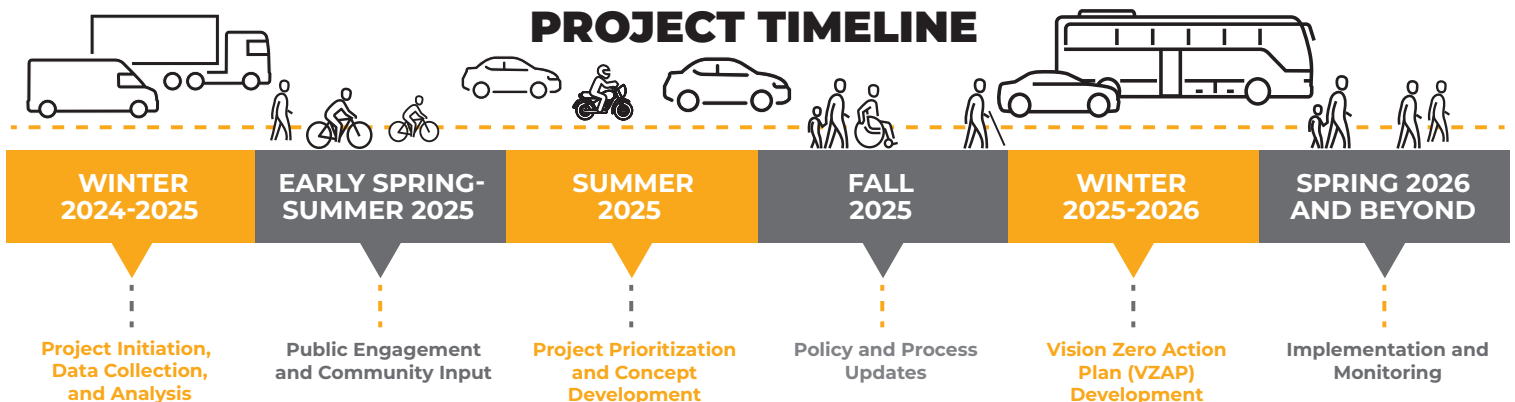 PROJECT TIMELINE
WINTER
2024-2025
EARLY SPRING-
SUMMER 2025
SUMMER
2025
FALL
2025
WINTER
2025-2026
SPRING 2026
AND BEYOND
Project Initiation,
Data Collection,
and Analysis
Public Engagement
and Community Input
Project Prioritization
and Concept
Development
Policy and Process
Updates
Vision Zero Action
Plan (VZAP)
Development
Implementation and
Monitoring